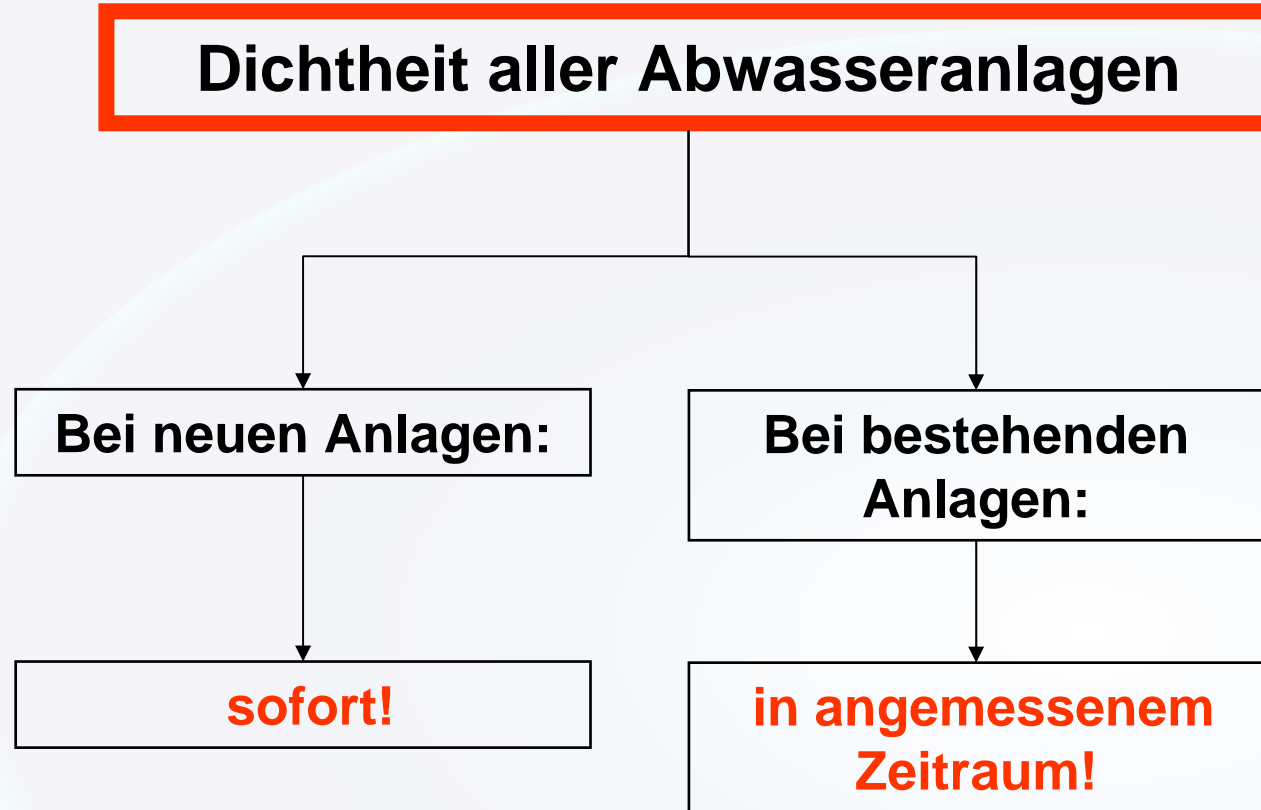 Dichtheit aller Abwasseranlagen
Bei neuen Anlagen:
sofort!
Bei bestehenden
Anlagen:
in angemessenem
Zeitraum!